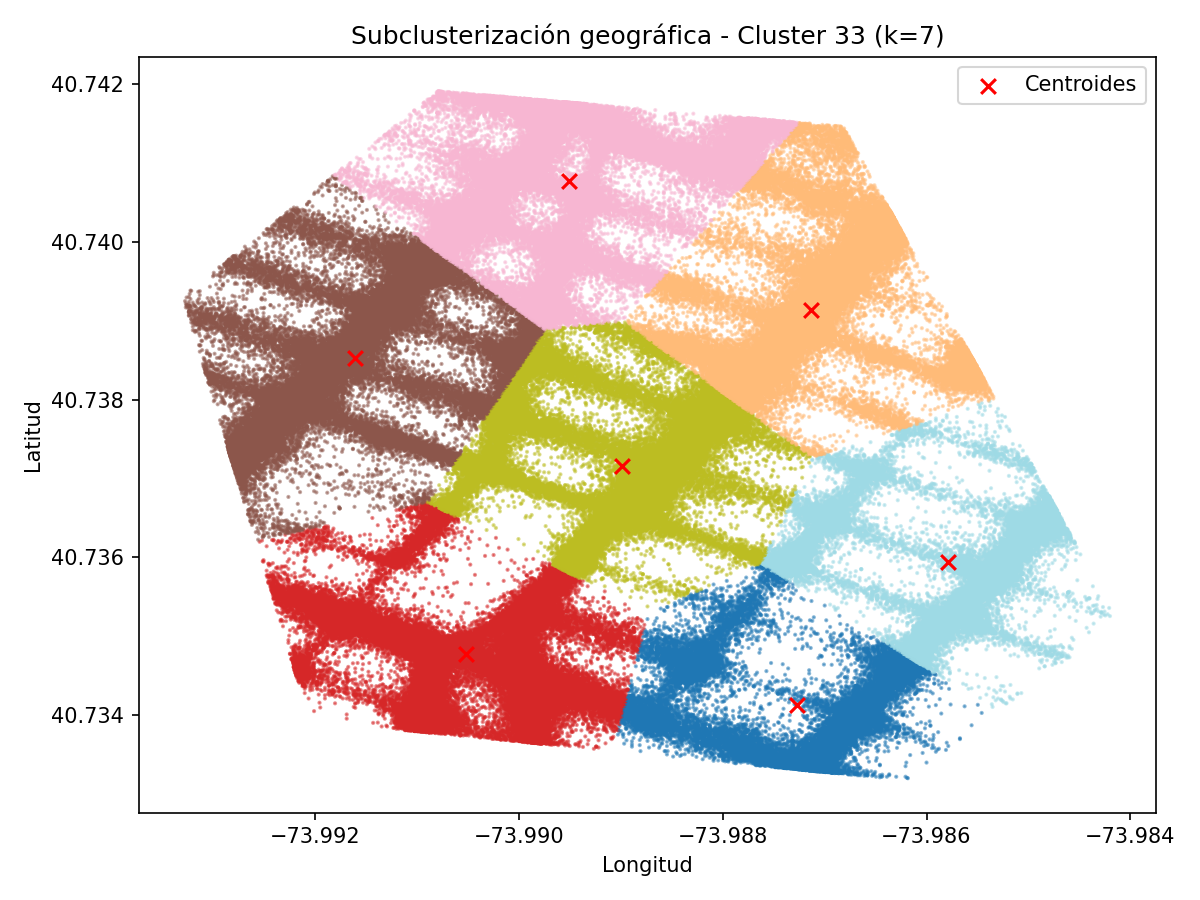 Subclusterización geográfica - Cluster 33 (k=7)
Centroides
40.742
40.740
40.738
40.736
40.734
Latitud
−73.992
−73.990
−73.988
−73.986
−73.984
Longitud